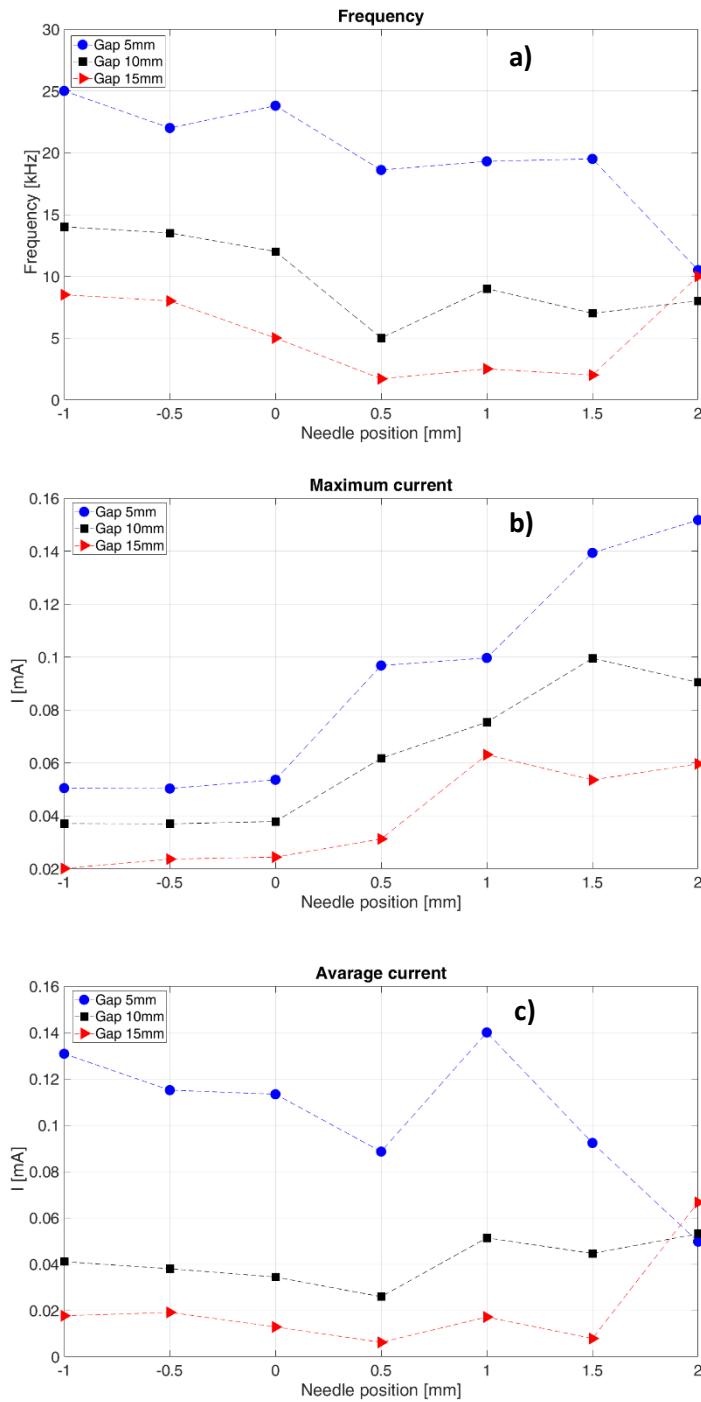 Frequency
a)
Gap 5mm
Gap 10mm
Gap 15mm
Frequency [kHz]
30
25
20
15
10
5
0
-1 -0.5 0 0.5 1 1.5 2
Needle position [mm]
Maximum current
b)
Gap 5mm
Gap 10mm
Gap 15mm
I [mA]
0.16
0.14
0.12
0.1
0.08
0.06
0.04
0.02
-1 -0.5 0 0.5 1 1.5 2
Needle position [mm]
Avarage current
c)
Gap 5mm
Gap 10mm
Gap 15mm
I [mA]
0.16
0.14
0.12
0.1
0.08
0.06
0.04
0.02
0
-1 -0.5 0 0.5 1 1.5 2
Needle position [mm]